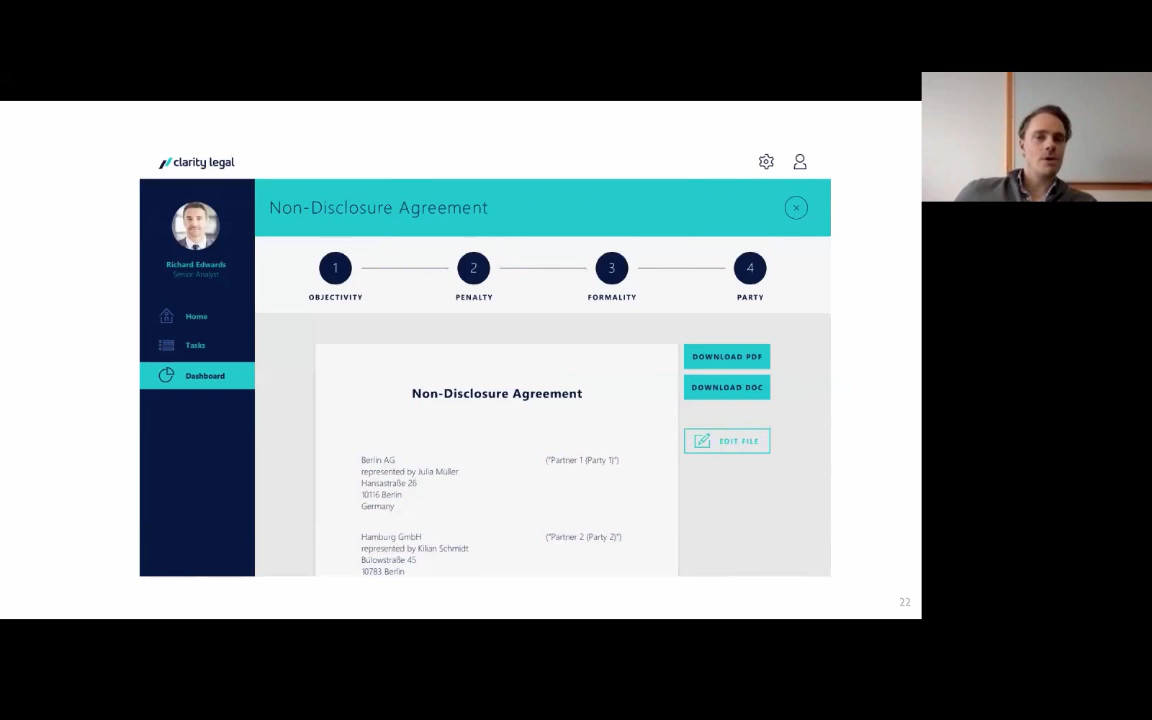 clarity legal
Non-Disclosure Agreement
Richard Edwards
Senior Analyst
Home
Tasks
Dashboard
1
2
3
4
OBJECTIVITY
PENALTY
FORMALITY
PARTY
DOWNLOAD PDF
DOWNLOAD DOC
EDIT FILE
Non-Disclosure Agreement
Berlin AG
("Partner 1 (Party 1)")
represented by Julia Müller
Hansastraße 26
10116 Berlin
Germany
Hamburg GmbH
("Partner 2 (Party 2)")
represented by Kilian Schmidt
Bülowstraße 45
10783 Berlin
22